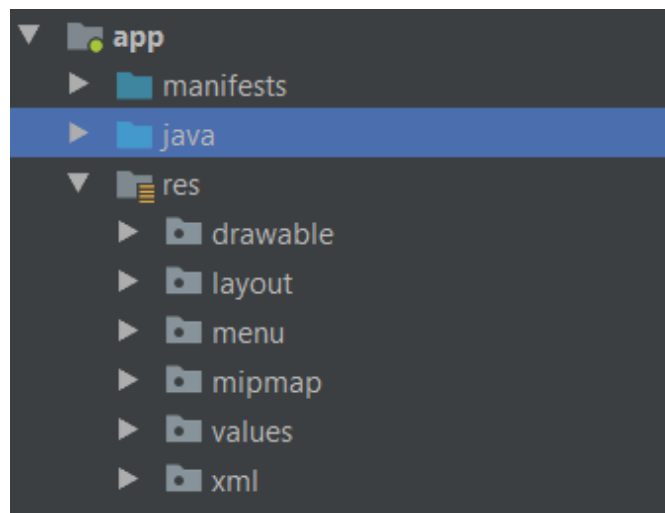 app
manifests
java
res
drawable
layout
menu
mipmap
values
xml